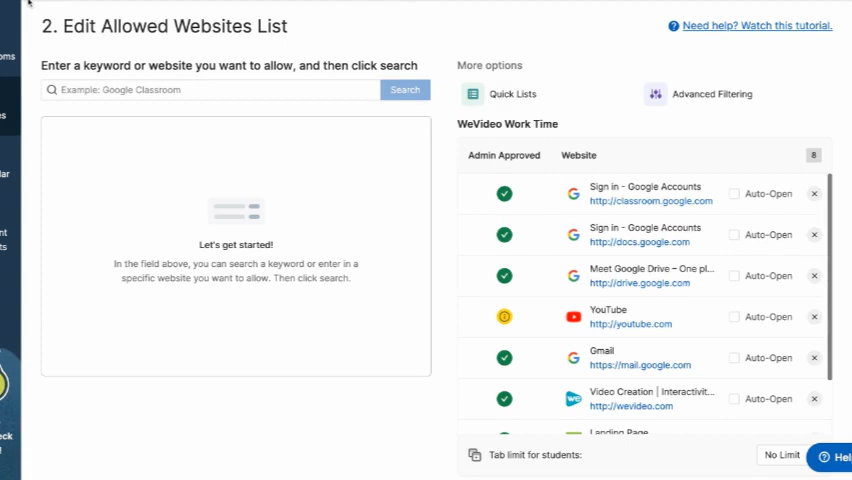 2. Edit Allowed Websites List
Need help? Watch this tutorial.
Enter a keyword or website you want to allow, and then click search
Example: Google Classroom
Search
Let's get started!
In the field above, you can search a keyword or enter in a
specific website you want to allow. Then click search.
More options
Quick Lists
Advanced Filtering
WeVideo Work Time
Admin Approved
Website
8
Sign in - Google Accounts
http://classroom.google.com
Auto-Open
Sign in - Google Accounts
http://docs.google.com
Auto-Open
Meet Google Drive – One pl...
http://drive.google.com
Auto-Open
YouTube
http://youtube.com
Auto-Open
Gmail
https://mail.google.com
Auto-Open
we
Video Creation | Interactivit...
http://wevideo.com
Auto-Open
Landing Page
Tab limit for students:
No Limit
Hel